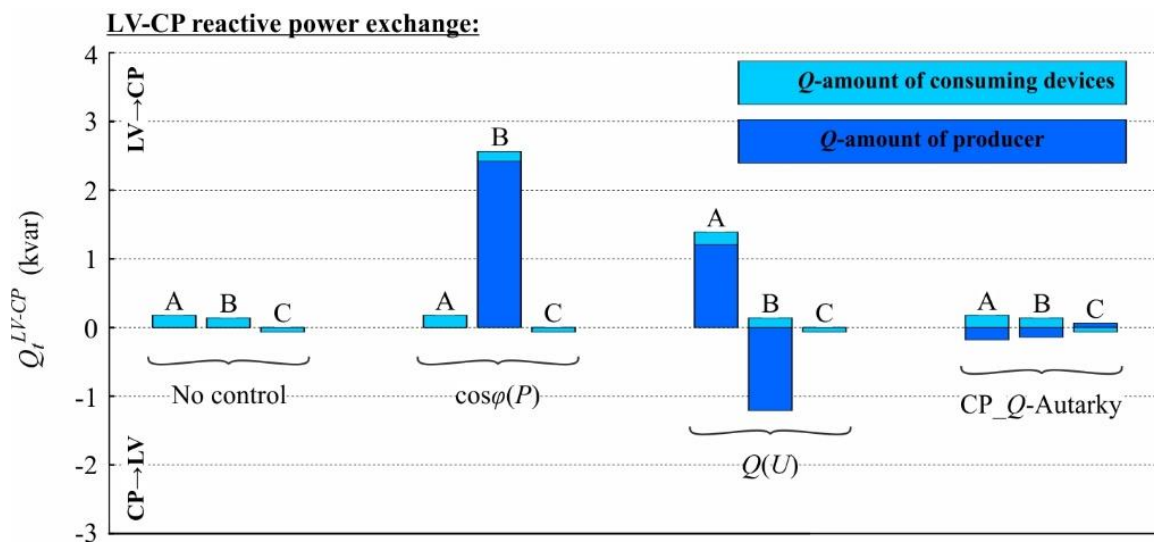 LV-CP reactive power exchange:
4
3
2
1
0
-1
-2
-3
LV→CP
CP→LV
Q_t^{LV-CP} (kvar)
Q-amount of consuming devices
Q-amount of producer
A B C
No control
A B C
cosφ(P)
A B C
Q(U)
A B C
CP_Q-Autarky